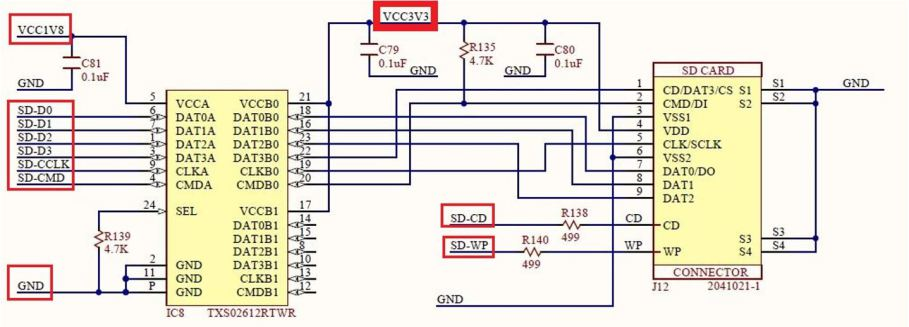 VCC3V3
VCC1V8
C79
0.1uF
GND
R135
4.7K
C80
0.1uF
GND
C81
0.1uF
GND
SD CARD
5 VCCA VCCB0 21
SD-D0 6 DAT0A DAT0B0 18
SD-D1 7 DAT1A DAT1B0 16
SD-D2 1 DAT2A DAT2B0 23
SD-D3 3 DAT3A DAT3B0 22
SD-CCLK 9 CLKA CLKB0 19
SD-CMD 4 CMDA CMDB0 20
24 SEL VCCB1 17
DAT0B1 14
DAT1B1 15
DAT2B1 8
DAT3B1 10
2 GND
11 GND CLKB1 13
GND P GND CMDB1 12
R139
4.7K
IC8 TXS02612RTWR
1 CD/DAT3/CS S1 S1 GND
2 CMD/DI S2 S2
3 VSS1
4 VDD
5 CLK/SCLK
6 VSS2
7 DAT0/DO
8 DAT1
9 DAT2
SD-CD R138 499 CD CD
SD-WP R140 499 WP WP
S3 S3
S4 S4
GND
CONNECTOR
J12 2041021-1